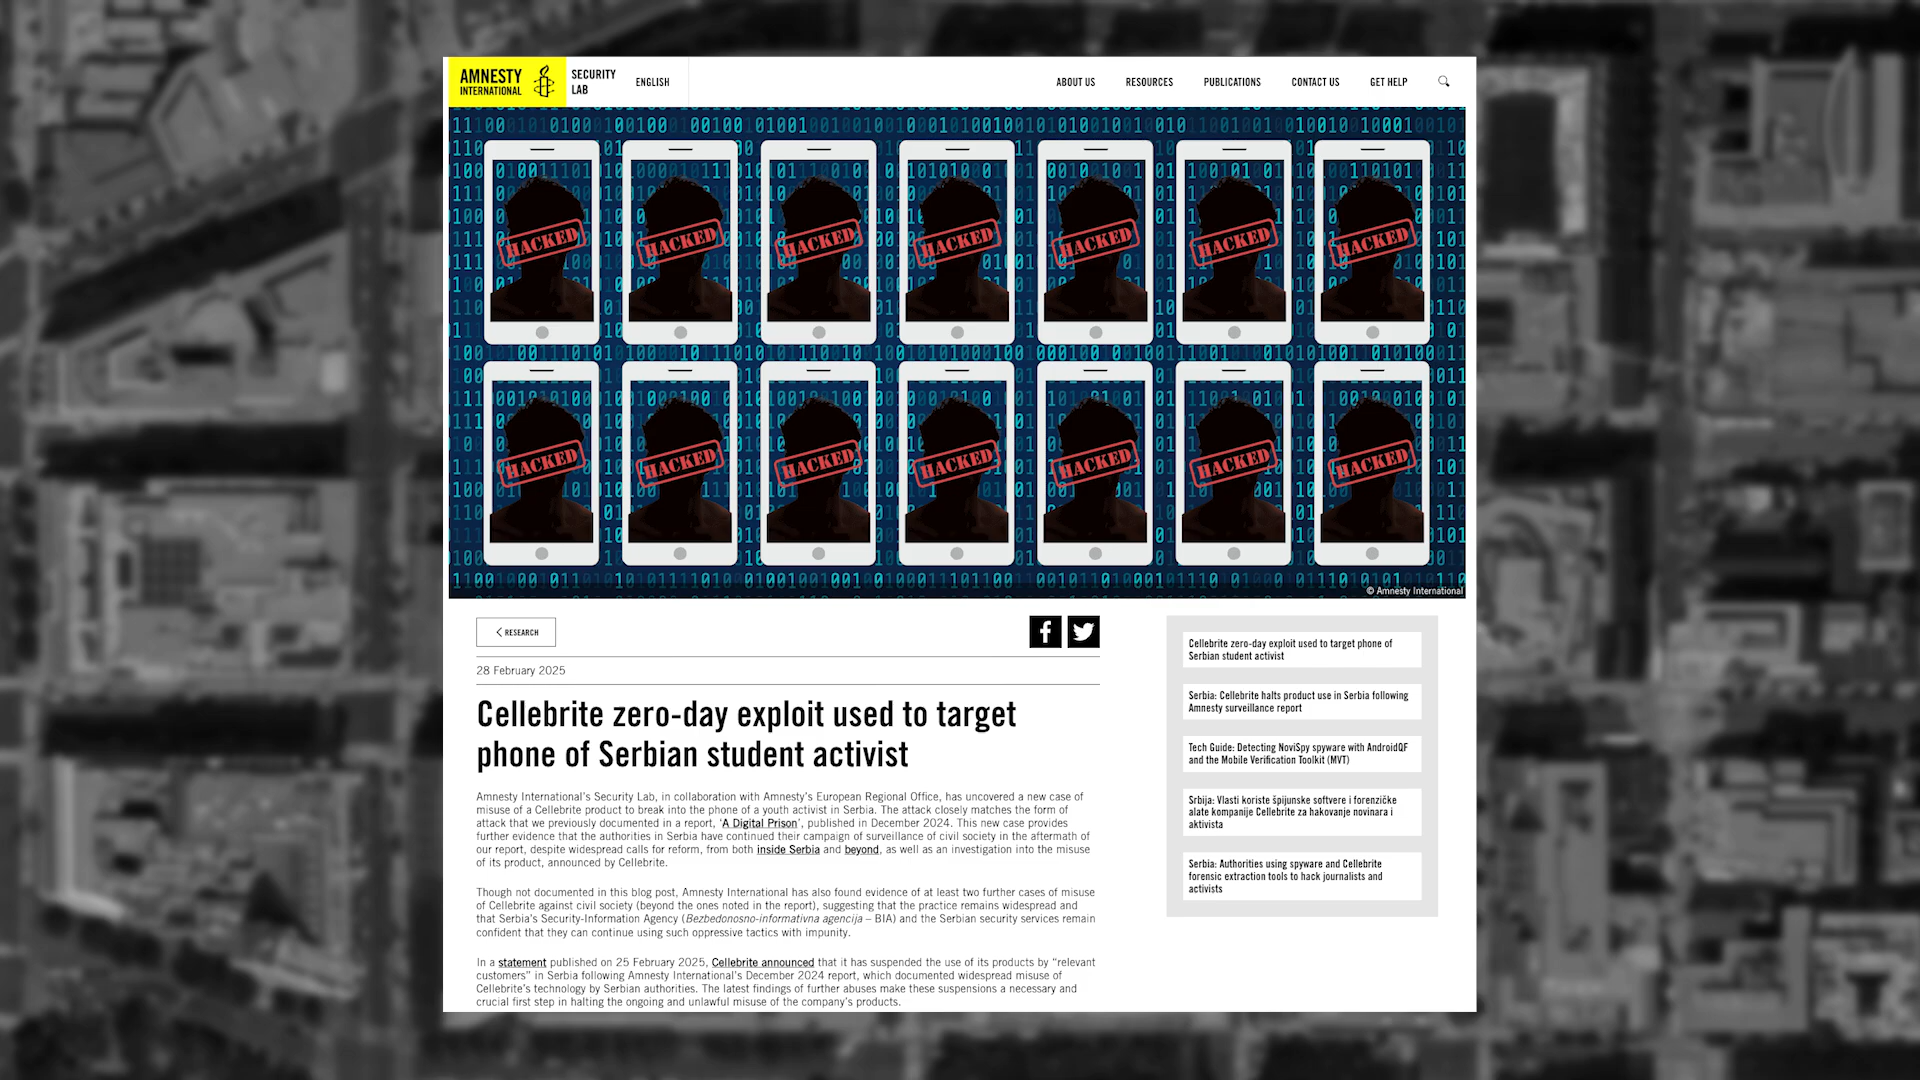 AMNESTY
INTERNATIONAL
SECURITY
LAB
ENGLISH
ABOUT US
RESOURCES
PUBLICATIONS
CONTACT US
GET HELP
HACKED HACKED HACKED HACKED HACKED HACKED HACKED
HACKED HACKED HACKED HACKED HACKED HACKED HACKED
© Amnesty International
RESEARCH
28 February 2025
Cellebrite zero-day exploit used to target
phone of Serbian student activist
Amnesty International's Security Lab, in collaboration with Amnesty's European Regional Office, has uncovered a new case of
misuse of a Cellebrite product to break into the phone of a youth activist in Serbia. The attack closely matches the form of
attack that we previously documented in a report, 'A Digital Prison', published in December 2024. This new case provides
further evidence that the authorities in Serbia have continued their campaign of surveillance of civil society in the aftermath of
our report, despite widespread calls for reform, from both inside Serbia and beyond, as well as an investigation into the misuse
of its product, announced by Cellebrite.
Though not documented in this blog post, Amnesty International has also found evidence of at least two further cases of misuse
of Cellebrite against civil society (beyond the ones noted in the report), suggesting that the practice remains widespread and
that Serbia's Security-Information Agency (Bezbedonosno-informativna agencija – BIA) and the Serbian security services remain
confident that they can continue using such oppressive tactics with impunity.
In a statement published on 25 February 2025, Cellebrite announced that it has suspended the use of its products by “relevant
customers” in Serbia following Amnesty International's December 2024 report, which documented widespread misuse of
Cellebrite's technology by Serbian authorities. The latest findings of further abuses make these suspensions a necessary and
crucial first step in halting the ongoing and unlawful misuse of the company's products.
Cellebrite zero-day exploit used to target phone of
Serbian student activist
Serbia: Cellebrite halts product use in Serbia following
Amnesty surveillance report
Tech Guide: Detecting NoviSpy spyware with AndroidQF
and the Mobile Verification Toolkit (MVT)
Srbija: Vlasti koriste špijunske softvere i forenzičke
alate kompanije Cellebrite za hakovanje novinara i
aktivista
Serbia: Authorities using spyware and Cellebrite
forensic extraction tools to hack journalists and
activists